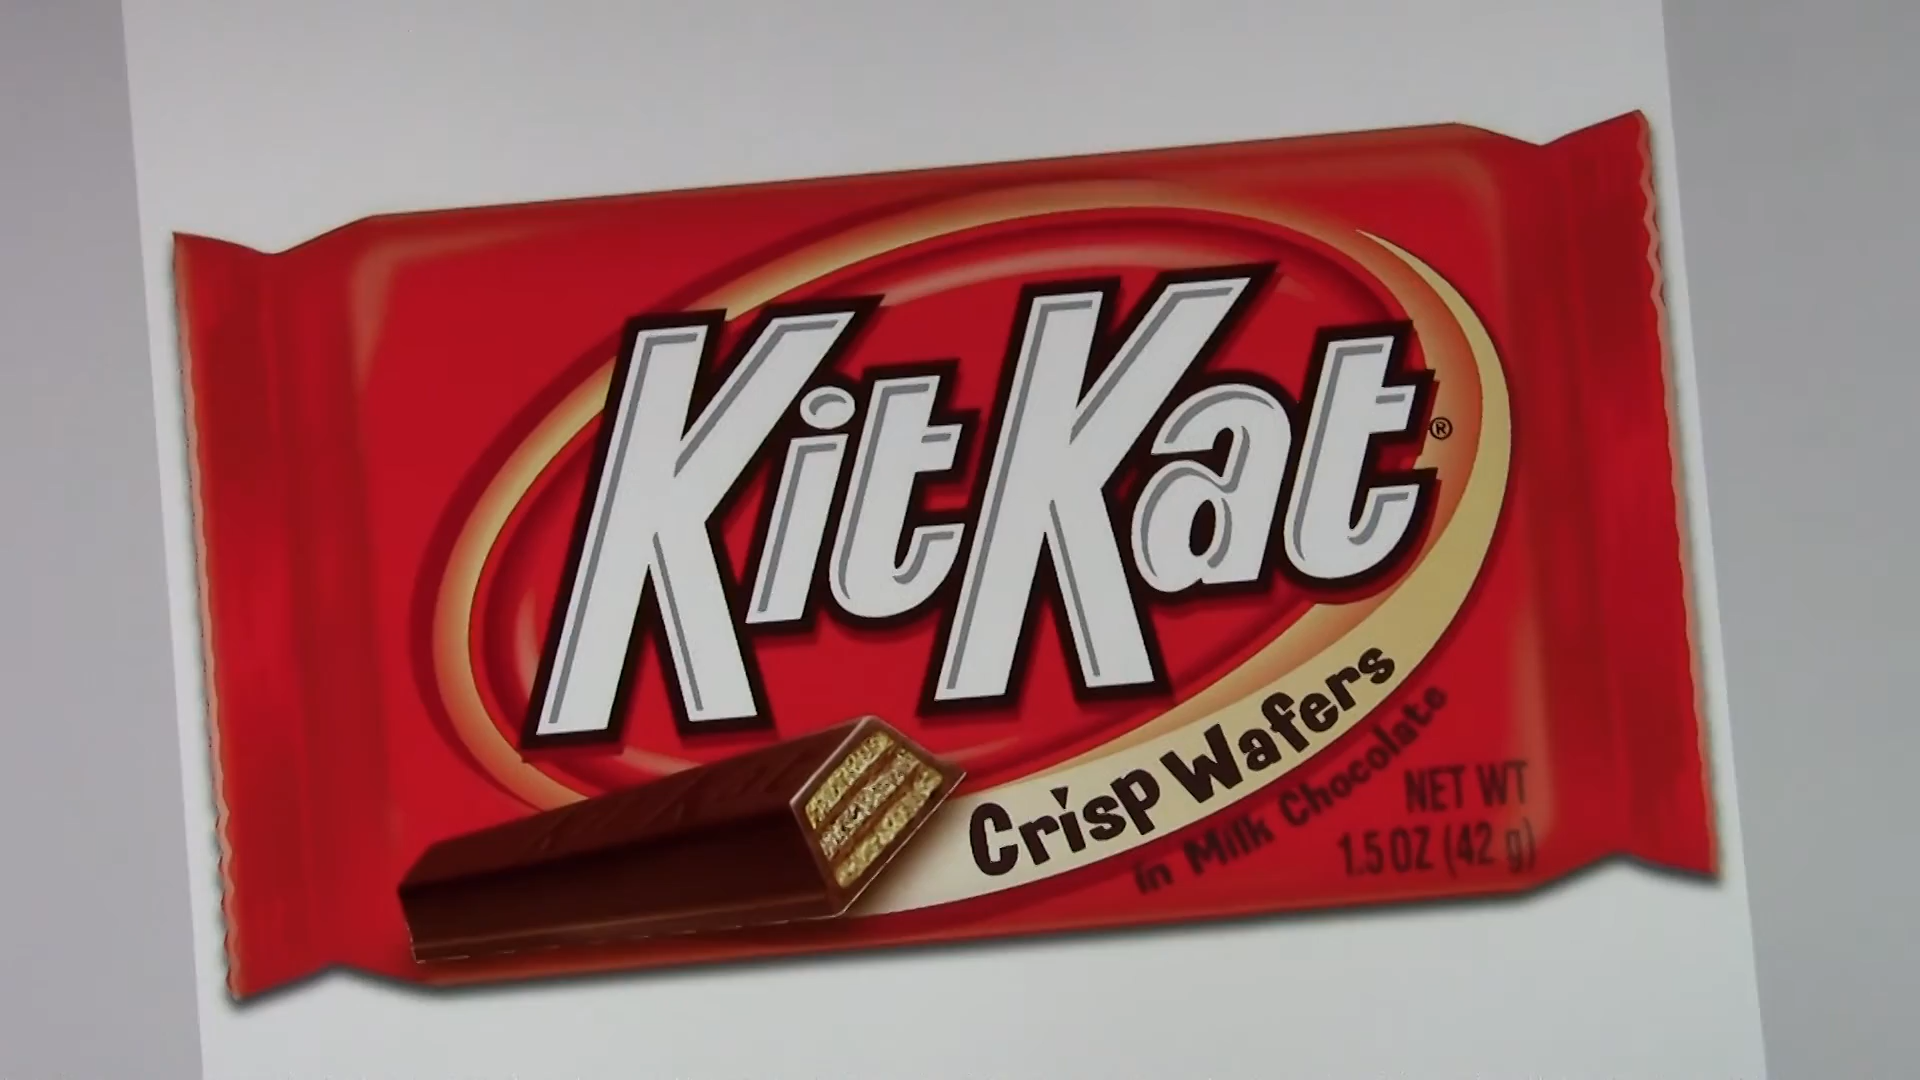 KitKat®
Crisp Wafers
in Milk Chocolate
NET WT
1.5 OZ (42 g)